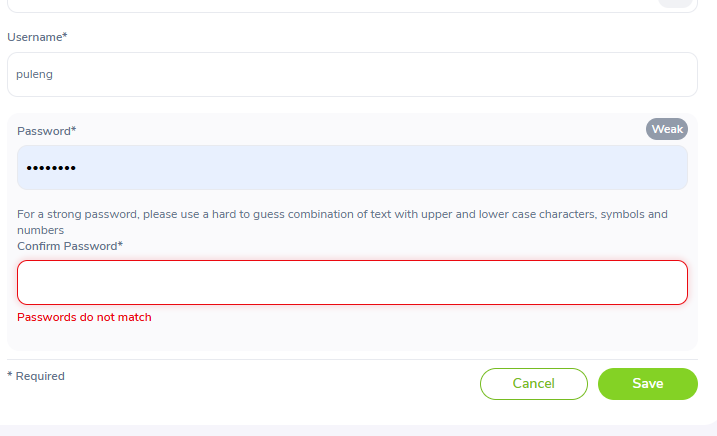 Username*
puleng
Password*
Weak
••••••••
For a strong password, please use a hard to guess combination of text with upper and lower case characters, symbols and
numbers
Confirm Password*
Passwords do not match
* Required
Cancel
Save